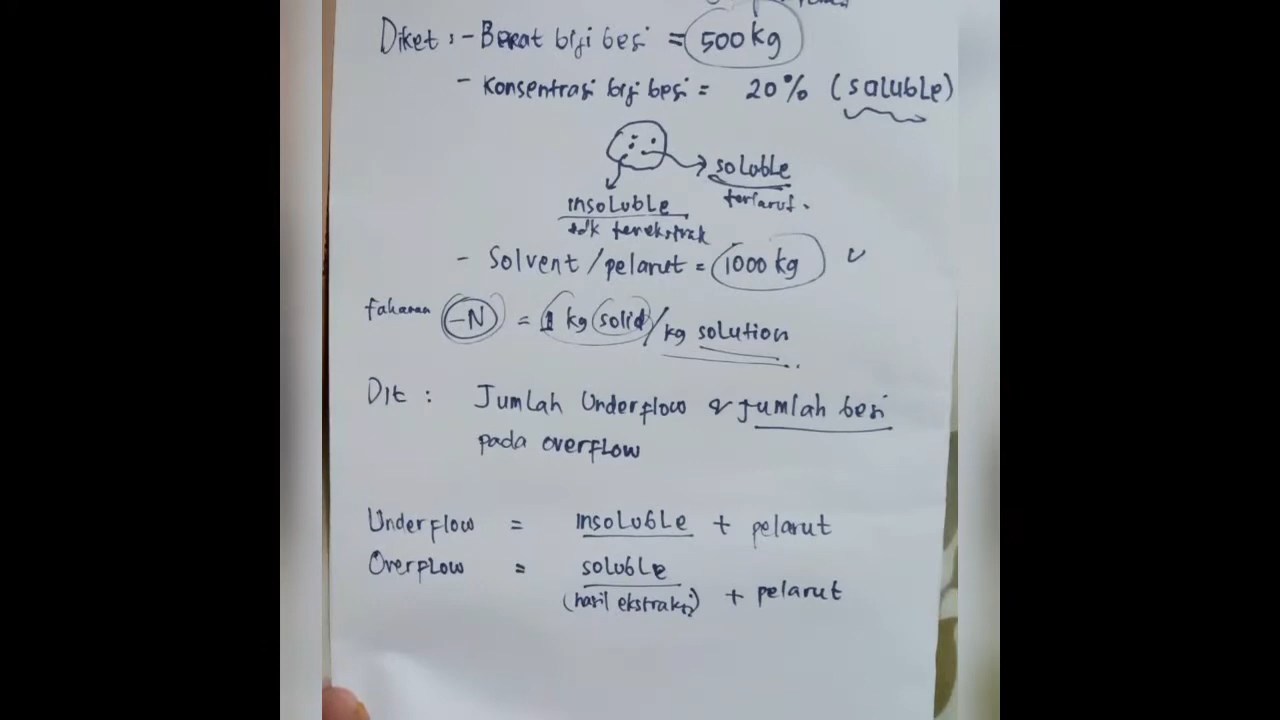 Diket : - Berat biji besi = 500 kg
- Konsentrasi biji besi = 20% (soluble)
soluble
terlarut.
insoluble
tdk terekstrak
- Solvent / pelarut = 1000 kg
tahanan - N = 1 kg solid / kg solution
Dit : Jumlah Underflow & jumlah besi
pada overflow
Underflow = insoluble + pelarut
Overflow = soluble + pelarut
(hasil ekstraksi)